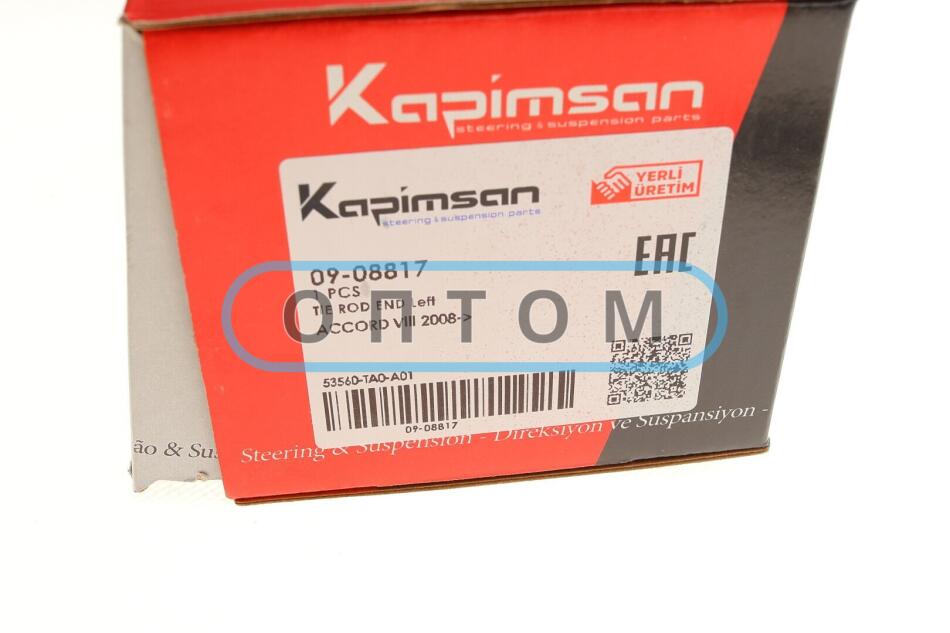 Kapimsan
steering & suspension parts
Kapimsan
steering & suspension parts
YERLİ
ÜRETİM
EAC
09-08817
1 PCS
TIE ROD END Left
ACCORD VIII 2008->
ОПТОМ
53560-TA0-A01
09-08817
ão & Sus
Steering & Suspension - Direksiyon ve Suspansiyon -